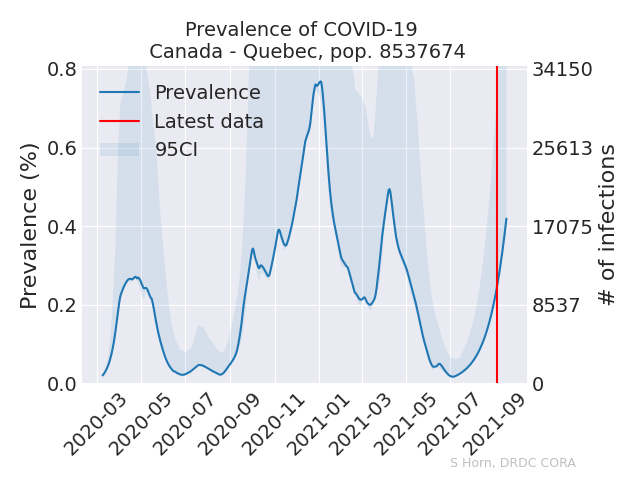 Prevalence of COVID-19
Canada - Quebec, pop. 8537674
Prevalence
Latest data
95CI
Prevalence (%)
0.8
0.6
0.4
0.2
0.0
34150
25613
17075
8537
0
# of infections
2020-03
2020-05
2020-07
2020-09
2020-11
2021-01
2021-03
2021-05
2021-07
2021-09
S Horn, DRDC CORA